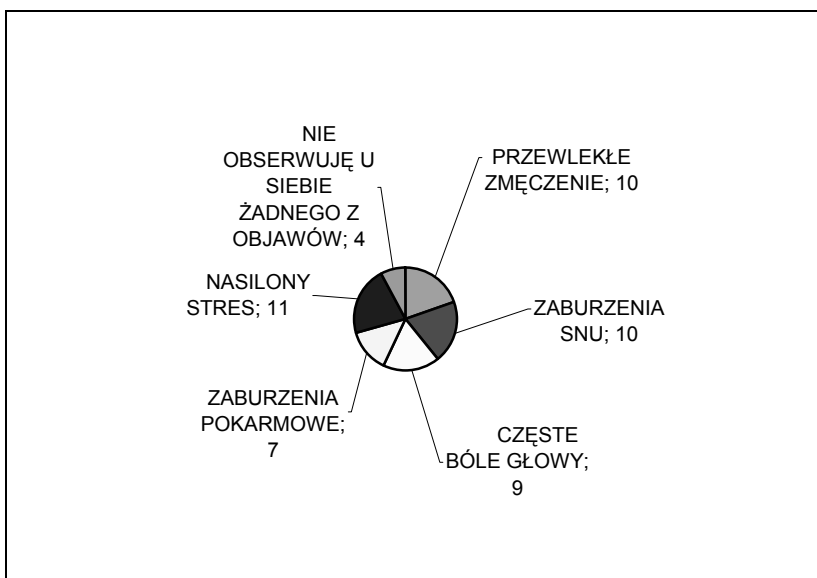 NIE
OBSERWUJĘ U
SIEBIE
ŻADNEGO Z
OBJAWÓW; 4
PRZEWLEKŁE
ZMĘCZENIE; 10
NASILONY
STRES; 11
ZABURZENIA
SNU; 10
ZABURZENIA
POKARMOWE;
7
CZĘSTE
BÓLE GŁOWY;
9